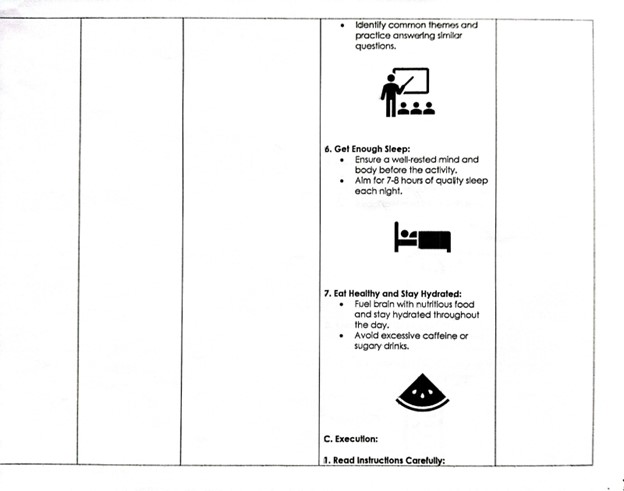 • Identify common themes and
practice answering similar
questions.
6. Get Enough Sleep:
• Ensure a well-rested mind and
body before the activity.
• Aim for 7-8 hours of quality sleep
each night.
7. Eat Healthy and Stay Hydrated:
• Fuel brain with nutritious food
and stay hydrated throughout
the day.
• Avoid excessive caffeine or
sugary drinks.
C. Execution:
1. Read Instructions Carefully: